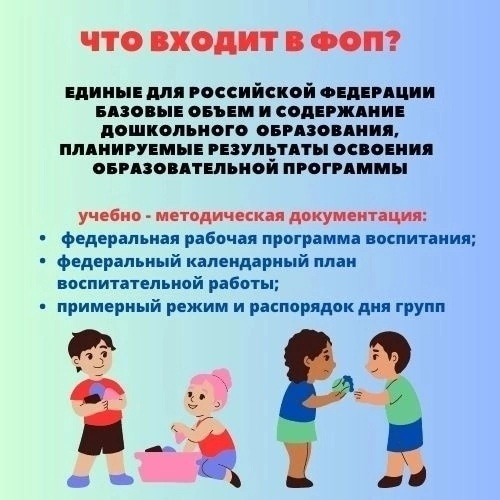 ЧТО ВХОДИТ В ФОП?
ЕДИНЫЕ ДЛЯ РОССИЙСКОЙ ФЕДЕРАЦИИ
БАЗОВЫЕ ОБЪЕМ И СОДЕРЖАНИЕ
ДОШКОЛЬНОГО ОБРАЗОВАНИЯ,
ПЛАНИРУЕМЫЕ РЕЗУЛЬТАТЫ ОСВОЕНИЯ
ОБРАЗОВАТЕЛЬНОЙ ПРОГРАММЫ
учебно - методическая документация:
• федеральная рабочая программа воспитания;
• федеральный календарный план
воспитательной работы;
• примерный режим и распорядок дня групп